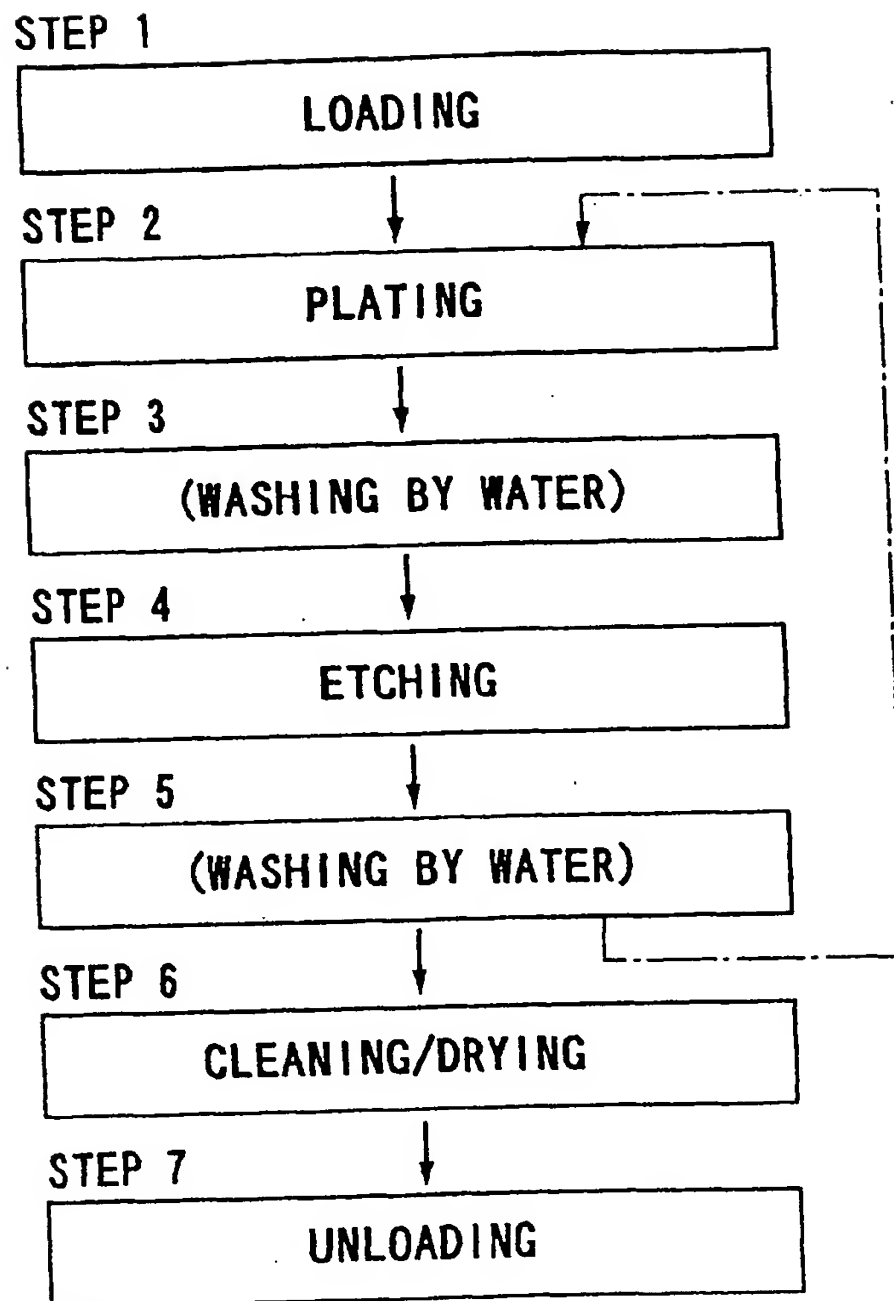 STEP 1
LOADING
STEP 2
PLATING
STEP 3
(WASHING BY WATER)
STEP 4
ETCHING
STEP 5
(WASHING BY WATER)
STEP 6
CLEANING/DRYING
STEP 7
UNLOADING